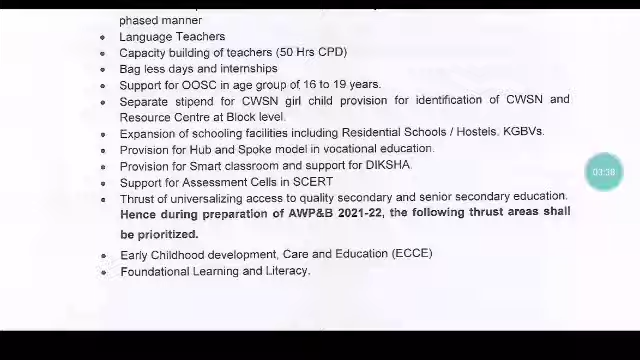 phased manner
• Language Teachers
• Capacity building of teachers (50 Hrs CPD)
• Bag less days and internships
• Support for OOSC in age group of 16 to 19 years.
• Separate stipend for CWSN girl child provision for identification of CWSN and
Resource Centre at Block level.
• Expansion of schooling facilities including Residential Schools / Hostels. KGBVs.
• Provision for Hub and Spoke model in vocational education.
• Provision for Smart classroom and support for DIKSHA.
• Support for Assessment Cells in SCERT
• Thrust of universalizing access to quality secondary and senior secondary education.
Hence during preparation of AWP&B 2021-22, the following thrust areas shall
be prioritized.
• Early Childhood development, Care and Education (ECCE)
• Foundational Learning and Literacy.
03:38